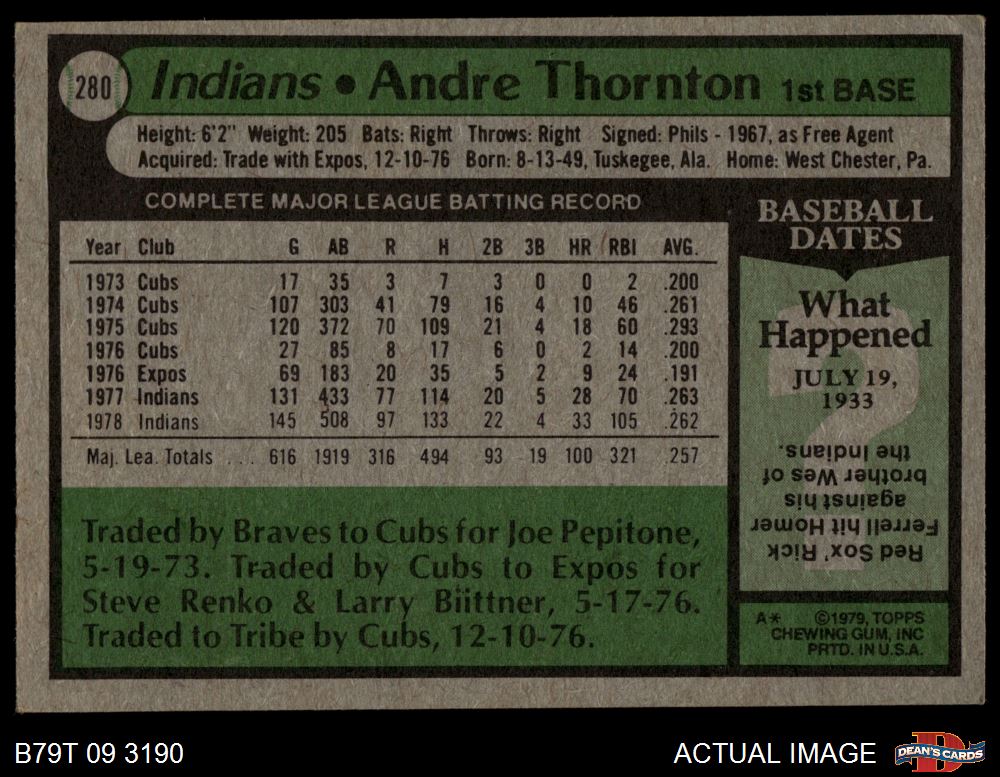 280
Indians • Andre Thornton 1st BASE
Height: 6'2" Weight: 205 Bats: Right Throws: Right Signed: Phils - 1967, as Free Agent
Acquired: Trade with Expos, 12-10-76 Born: 8-13-49, Tuskegee, Ala. Home: West Chester, Pa.
COMPLETE MAJOR LEAGUE BATTING RECORD
Year Club G AB R H 2B 3B HR RBI AVG.
1973 Cubs 17 35 3 7 3 0 0 2 .200
1974 Cubs 107 303 41 79 16 4 10 46 .261
1975 Cubs 120 372 70 109 21 4 18 60 .293
1976 Cubs 27 85 8 17 6 0 2 14 .200
1976 Expos 69 183 20 35 5 2 9 24 .191
1977 Indians 131 433 77 114 20 5 28 70 .263
1978 Indians 145 508 97 133 22 4 33 105 .262
Maj. Lea. Totals ... 616 1919 316 494 93 19 100 321 .257
Traded by Braves to Cubs for Joe Pepitone,
5-19-73. Traded by Cubs to Expos for
Steve Renko & Larry Biittner, 5-17-76.
Traded to Tribe by Cubs, 12-10-76.
BASEBALL
DATES
What
Happened
JULY 19,
1933
?
Red Sox' Rick
Ferrell hit Homer
against his
brother Wes of
the Indians.
A* ©1979, TOPPS
CHEWING GUM, INC
PRTD. IN U.S.A.
B79T 09 3190
ACTUAL IMAGE
D
DEAN'S CARDS